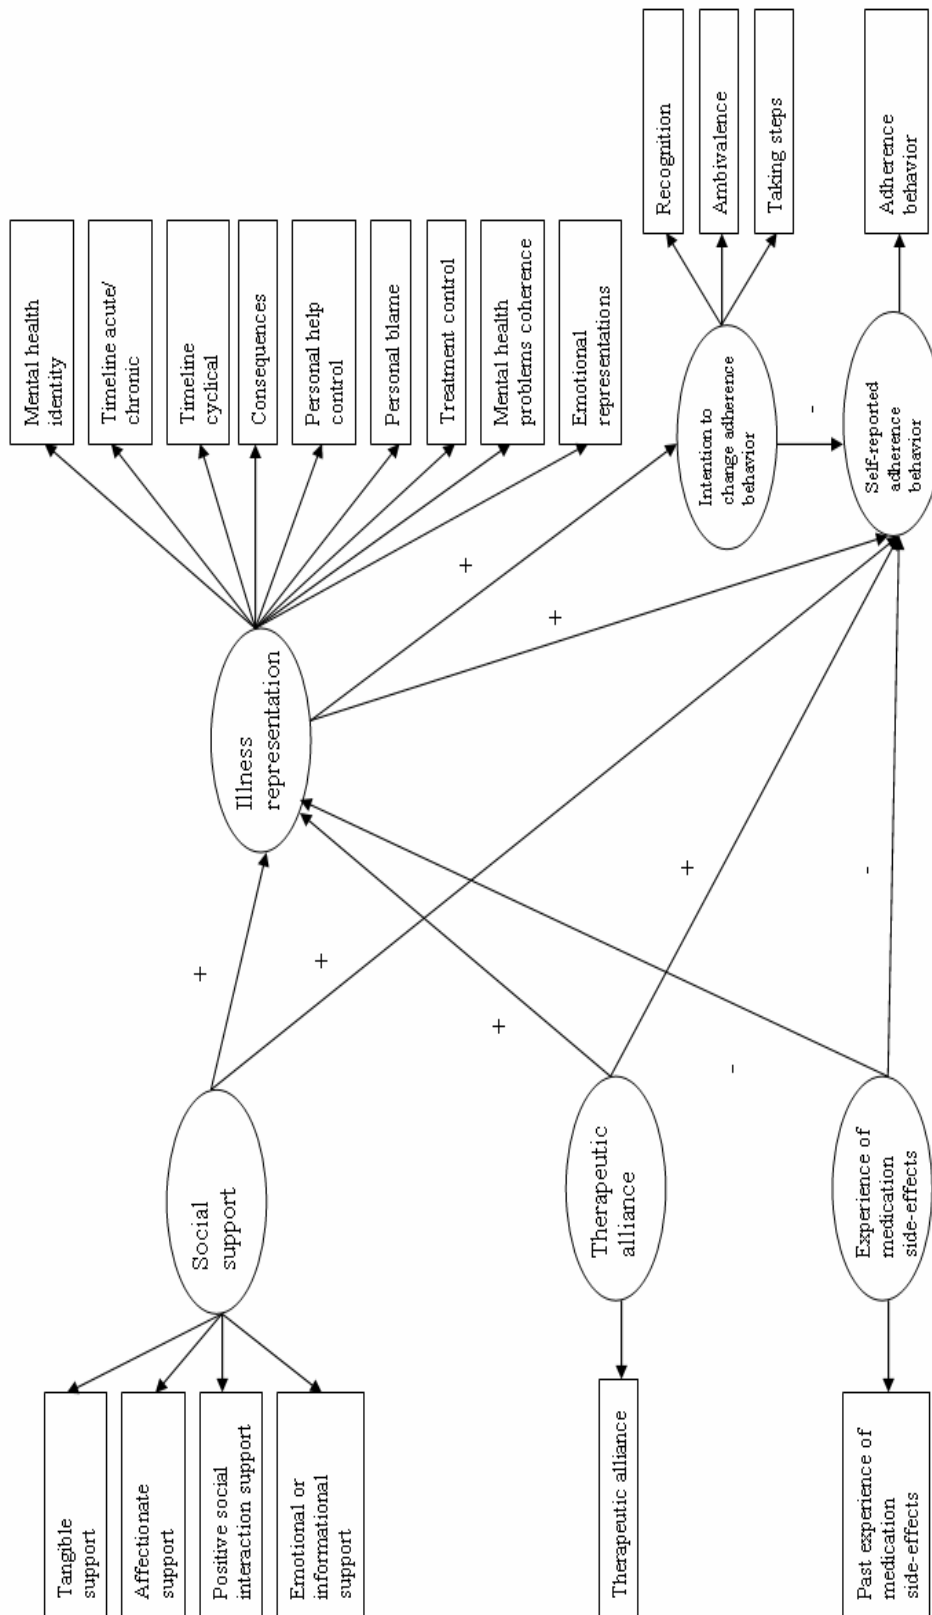 Tangible
support
Affectionate
support
Positive social
interaction support
Emotional or
informational
support
Therapeutic alliance
Past experience of
medication
side-effects
Social
support
Therapeutic
alliance
Experience of
medication
side-effects
+
+
+
-
+
-
Illness
representation
+
+
Mental health
identity
Timeline acute/
chronic
Timeline
cyclical
Consequences
Personal help
control
Personal blame
Treatment control
Mental health
problems coherence
Emotional
representations
Intention to
change adherence
behavior
-
Self-reported
adherence
behavior
Recognition
Ambivalence
Taking steps
Adherence
behavior